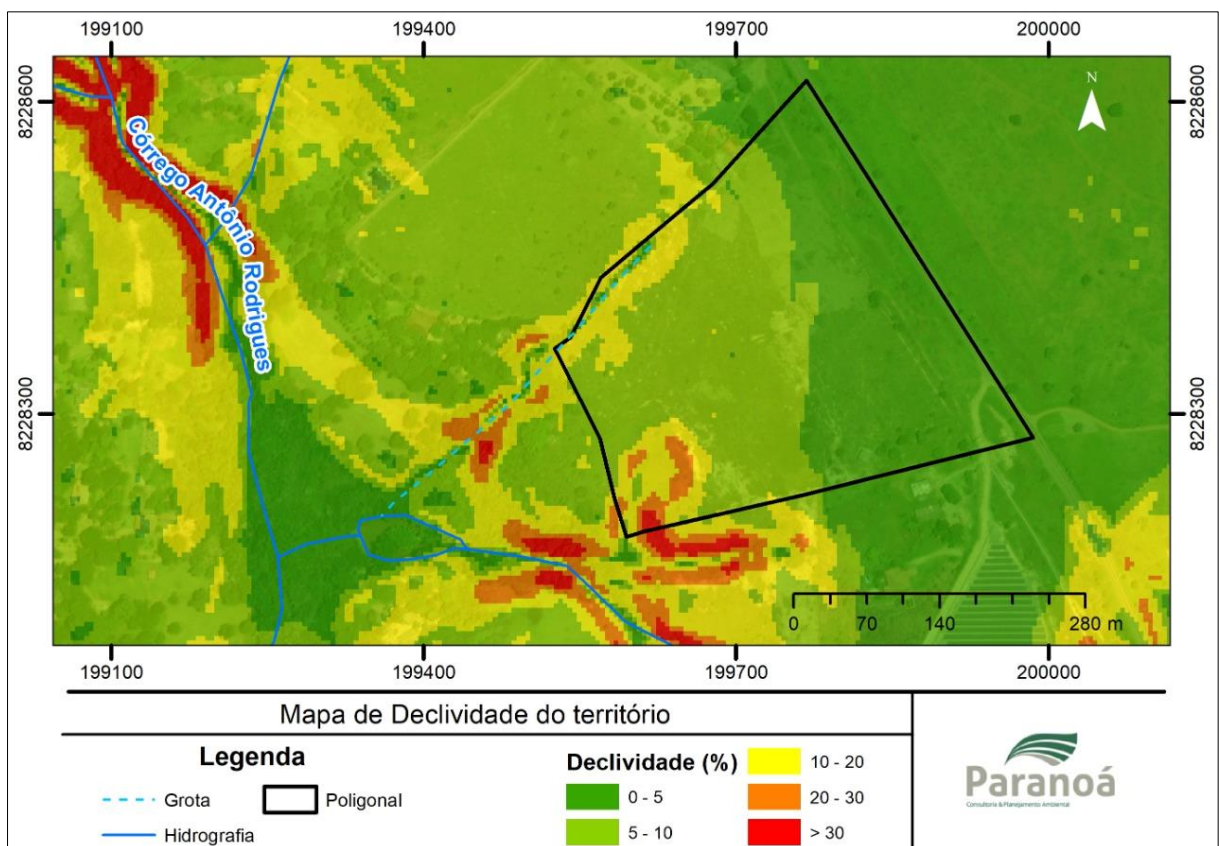 199100 199400 199700 200000
8228600
8228600
N
Córrego Antônio Rodrigues
8228300
8228300
0 70 140 280 m
199100 199400 199700 200000
Mapa de Declividade do território
Legenda
Grota
Poligonal
Hidrografia
Declividade (%)
0 - 5
5 - 10
10 - 20
20 - 30
> 30
Paranoá
Consultoria & Planejamento Ambiental